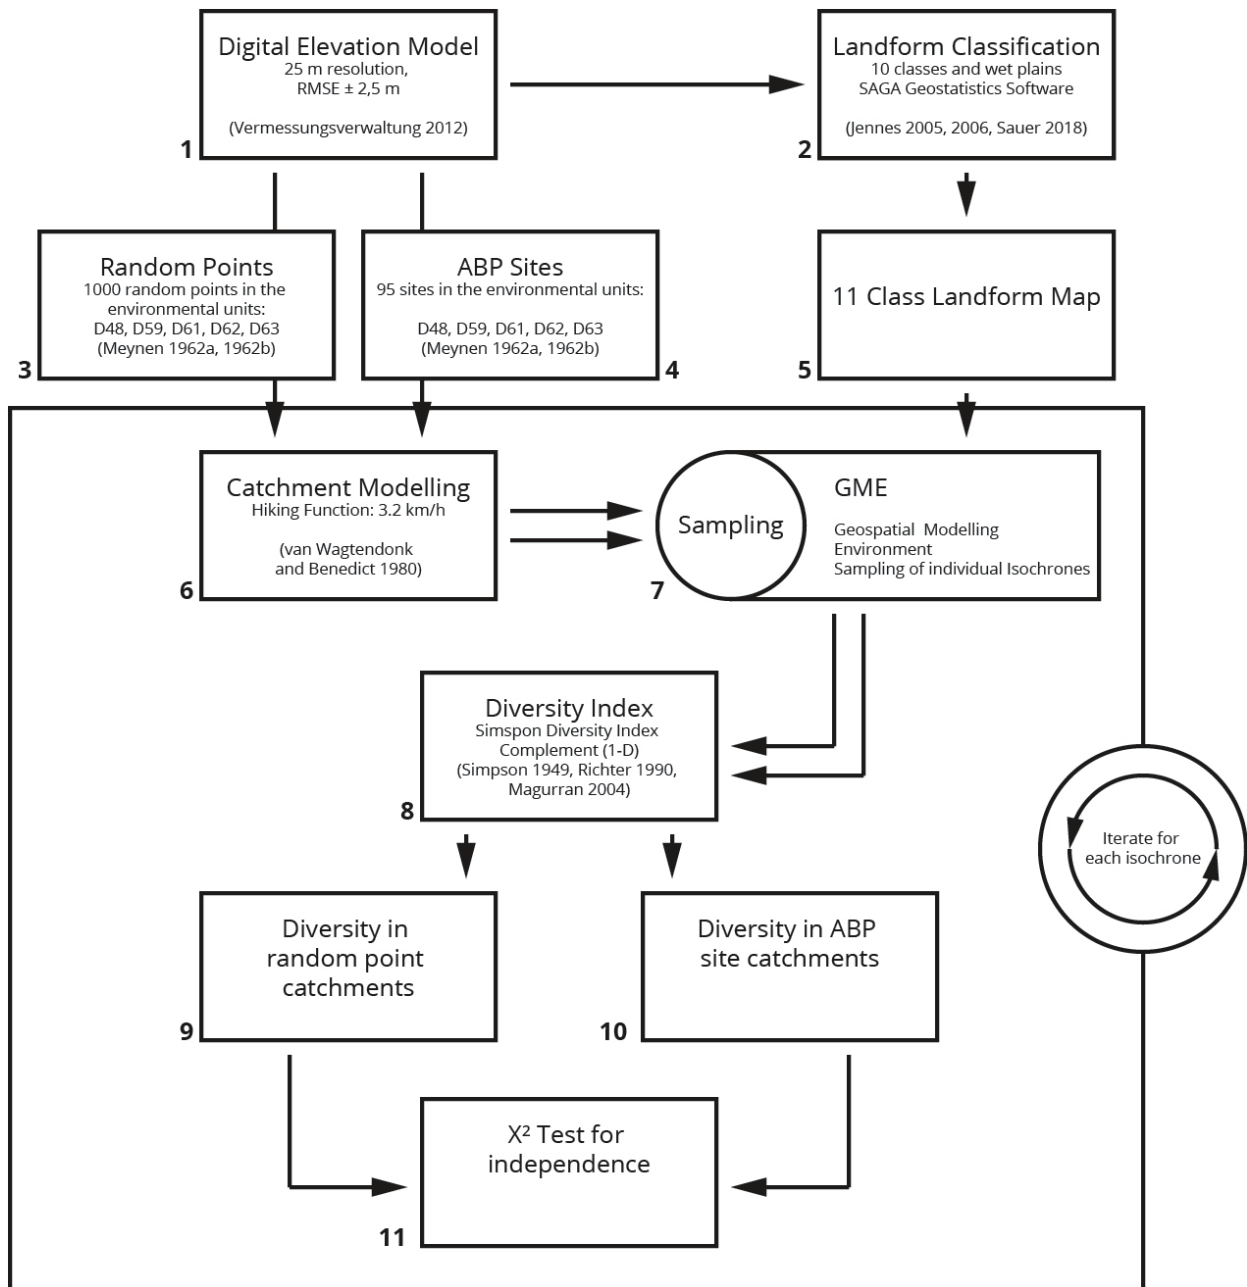 Digital Elevation Model
25 m resolution,
RMSE ± 2,5 m
(Vermessungsverwaltung 2012)
1
Landform Classification
10 classes and wet plains
SAGA Geostatistics Software
(Jennes 2005, 2006, Sauer 2018)
2
Random Points
1000 random points in the
environmental units:
D48, D59, D61, D62, D63
(Meynen 1962a, 1962b)
3
ABP Sites
95 sites in the environmental units:
D48, D59, D61, D62, D63
(Meynen 1962a, 1962b)
4
11 Class Landform Map
5
Catchment Modelling
Hiking Function: 3.2 km/h
(van Wagtendonk
and Benedict 1980)
6
Sampling
7
GME
Geospatial Modelling
Environment
Sampling of individual Isochrones
Diversity Index
Simspon Diversity Index
Complement (1-D)
(Simpson 1949, Richter 1990,
Magurran 2004)
8
Iterate for
each isochrone
Diversity in
random point
catchments
9
Diversity in ABP
site catchments
10
X² Test for
independence
11